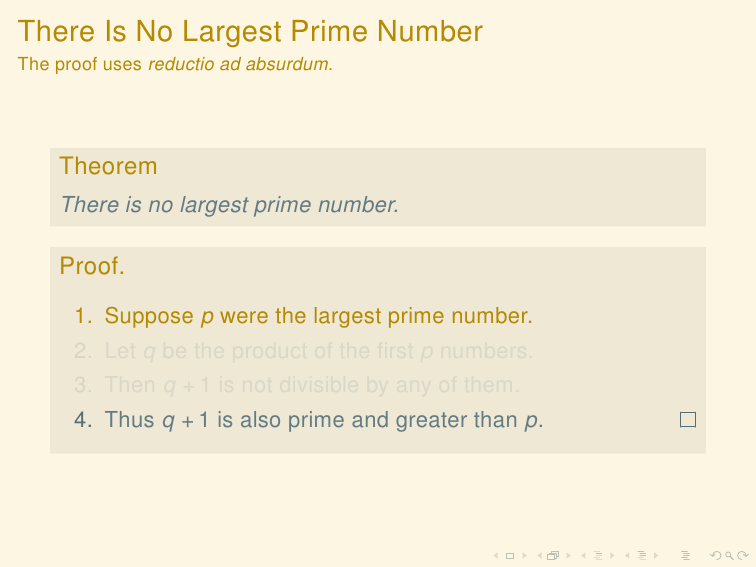 There Is No Largest Prime Number
The proof uses reductio ad absurdum.
Theorem
There is no largest prime number.
Proof.
1. Suppose p were the largest prime number.
2. Let q be the product of the first p numbers.
3. Then q + 1 is not divisible by any of them.
4. Thus q + 1 is also prime and greater than p.